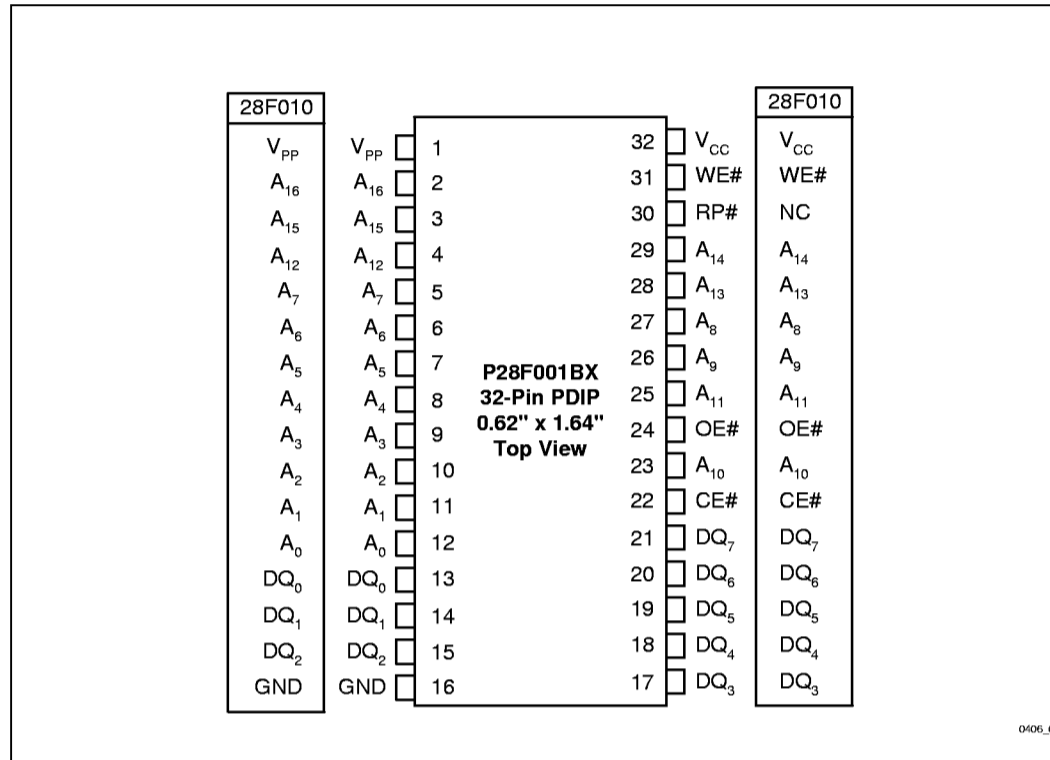 28F010 28F010
V_PP V_PP 1 32 V_CC V_CC
A_16 A_16 2 31 WE# WE#
A_15 A_15 3 30 RP# NC
A_12 A_12 4 29 A_14 A_14
A_7 A_7 5 28 A_13 A_13
A_6 A_6 6 27 A_8 A_8
A_5 A_5 7 26 A_9 A_9
A_4 A_4 8 25 A_11 A_11
A_3 A_3 9 24 OE# OE#
A_2 A_2 10 23 A_10 A_10
A_1 A_1 11 22 CE# CE#
A_0 A_0 12 21 DQ_7 DQ_7
DQ_0 DQ_0 13 20 DQ_6 DQ_6
DQ_1 DQ_1 14 19 DQ_5 DQ_5
DQ_2 DQ_2 15 18 DQ_4 DQ_4
GND GND 16 17 DQ_3 DQ_3
P28F001BX
32-Pin PDIP
0.62" x 1.64"
Top View